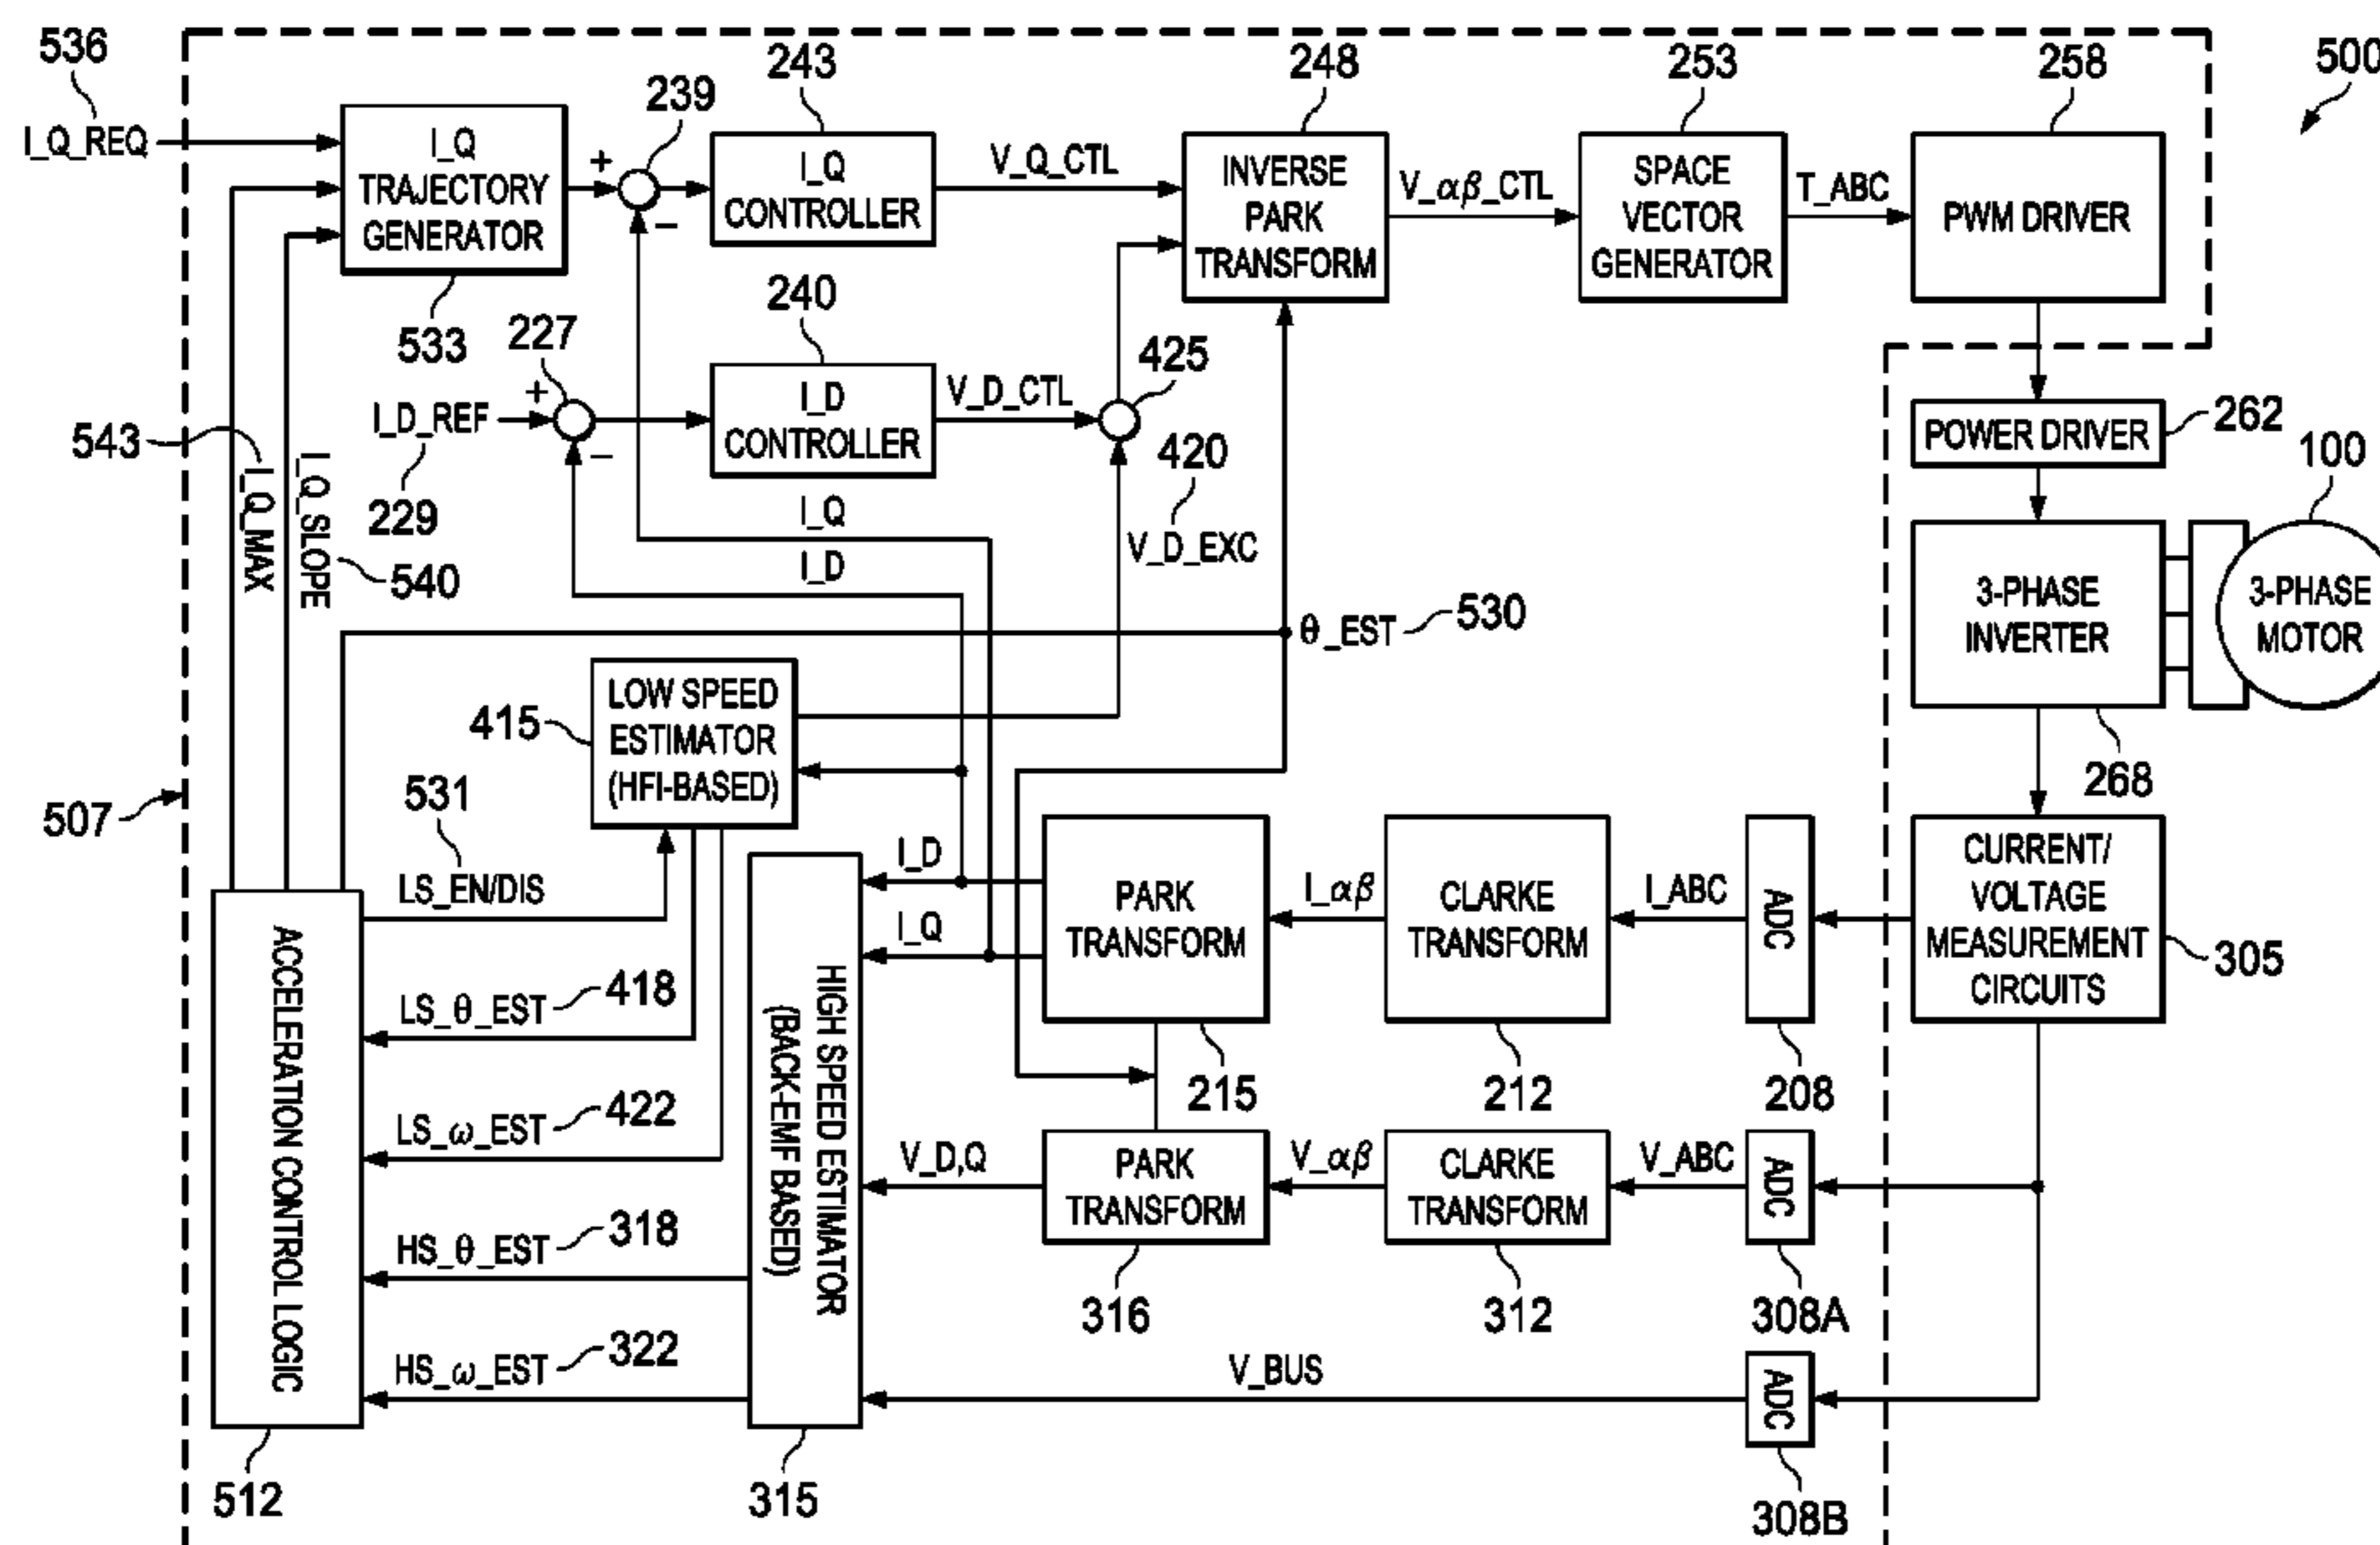 536
I_Q_REQ
243
239
248
253
258
500
I_Q
TRAJECTORY
GENERATOR
533
+
−
I_Q
CONTROLLER
V_Q_CTL
INVERSE
PARK
TRANSFORM
V_αβ_CTL
SPACE
VECTOR
GENERATOR
T_ABC
PWM DRIVER
240
227
229
I_D_REF
+
−
I_D
CONTROLLER
V_D_CTL
425
420
V_D_EXC
POWER DRIVER
262
100
543
I_Q_MAX
I_Q_SLOPE
540
I_Q
I_D
θ_EST
530
3-PHASE
INVERTER
268
3-PHASE
MOTOR
415
LOW SPEED
ESTIMATOR
(HFI-BASED)
507
531
LS_EN/DIS
I_D
I_Q
PARK
TRANSFORM
215
I_αβ
CLARKE
TRANSFORM
212
I_ABC
ADC
208
CURRENT/
VOLTAGE
MEASUREMENT
CIRCUITS
305
ACCELERATION CONTROL LOGIC
512
LS_θ_EST
418
LS_ω_EST
422
HS_θ_EST
318
HS_ω_EST
322
HIGH SPEED ESTIMATOR
(BACK-EMF BASED)
315
V_D,Q
PARK
TRANSFORM
316
V_αβ
CLARKE
TRANSFORM
312
V_ABC
ADC
308A
V_BUS
ADC
308B